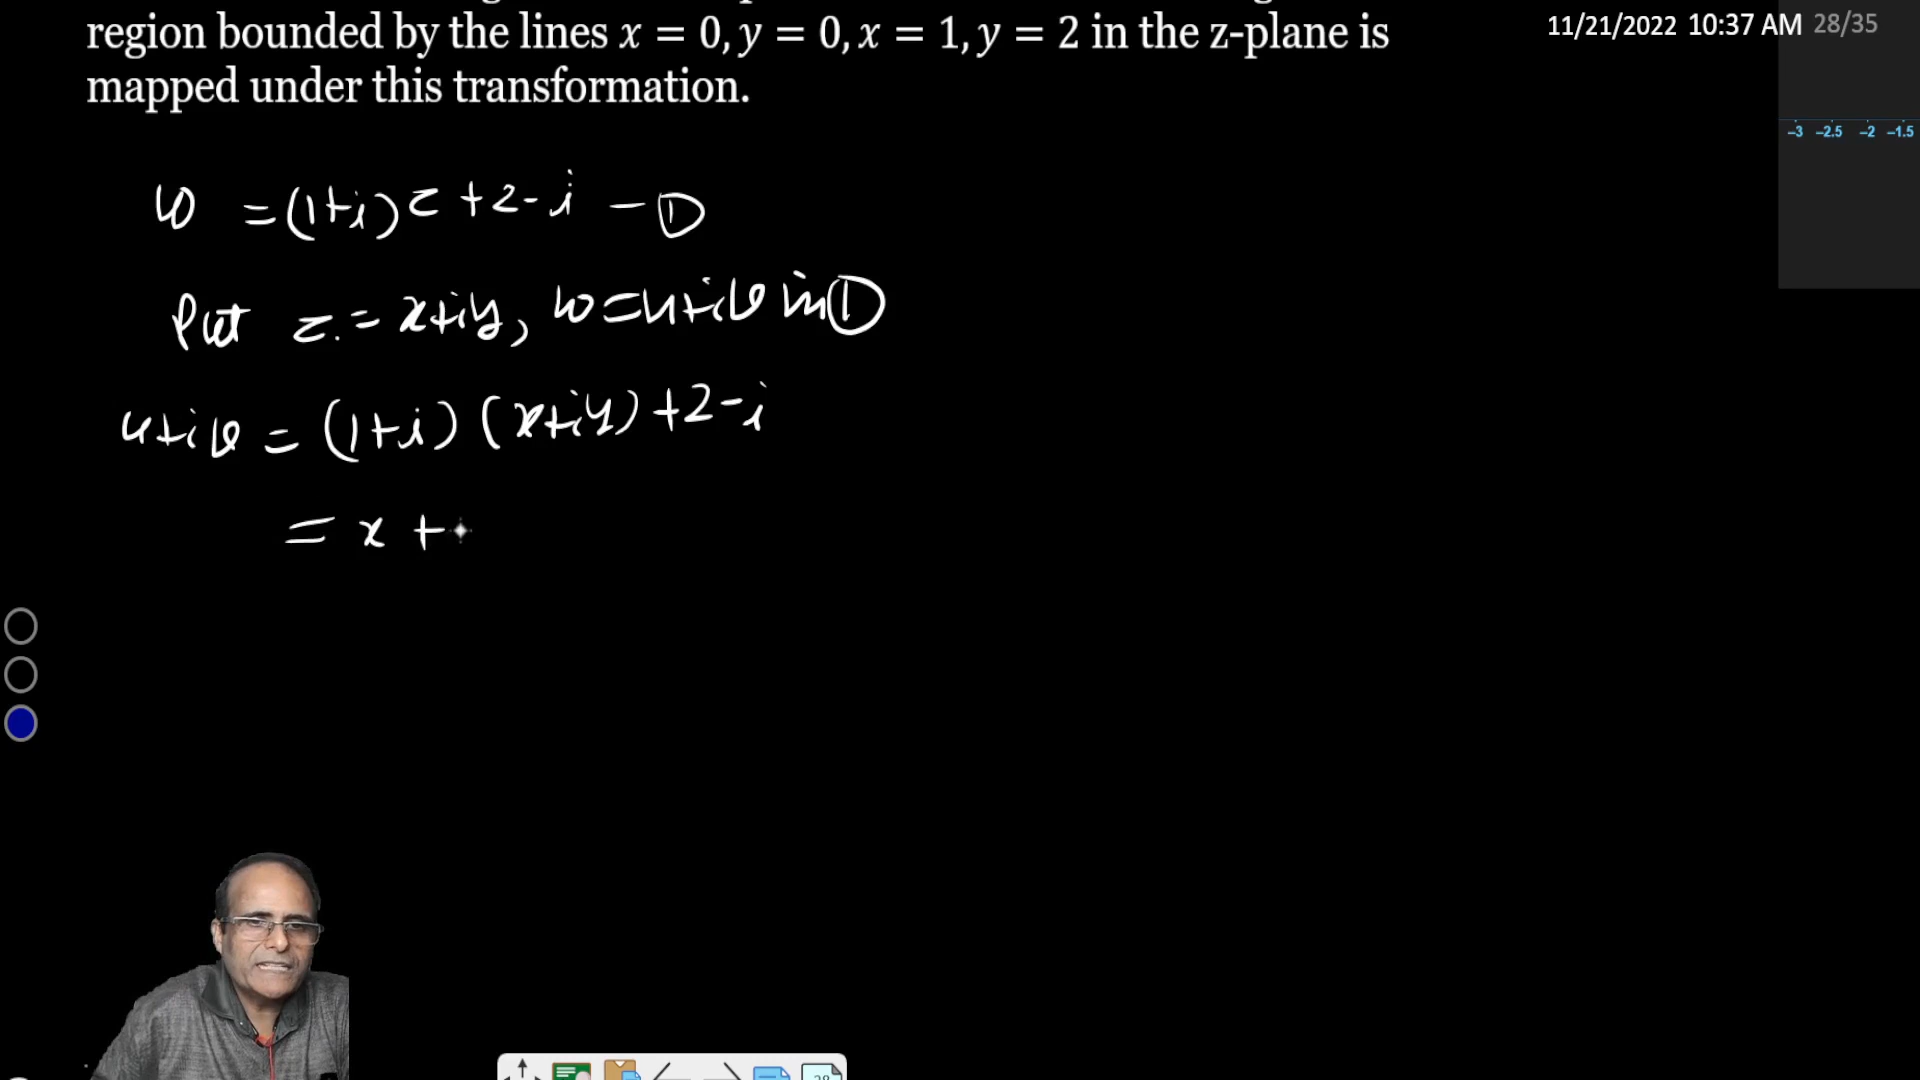 region bounded by the lines x = 0, y = 0, x = 1, y = 2 in the z-plane is
mapped under this transformation.
11/21/2022 10:37 AM 28/35
-3 -2.5 -2 -1.5
w = (1+i)z + 2 - i - ①
Put z = x+iy, w = u+iv in ①
u+iv = (1+i) (x+iy) + 2 - i
= x +